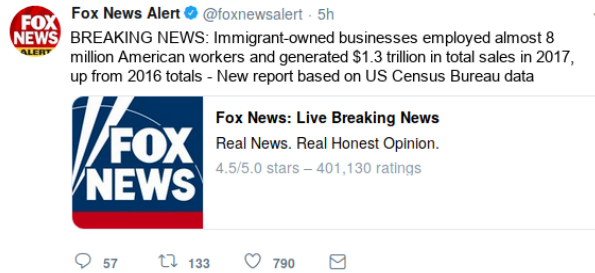 FOX
NEWS
ALERT
Fox News Alert @foxnewsalert · 5h
BREAKING NEWS: Immigrant-owned businesses employed almost 8
million American workers and generated $1.3 trillion in total sales in 2017,
up from 2016 totals - New report based on US Census Bureau data
FOX
NEWS
Fox News: Live Breaking News
Real News. Real Honest Opinion.
4.5/5.0 stars – 401,130 ratings
57 133 790